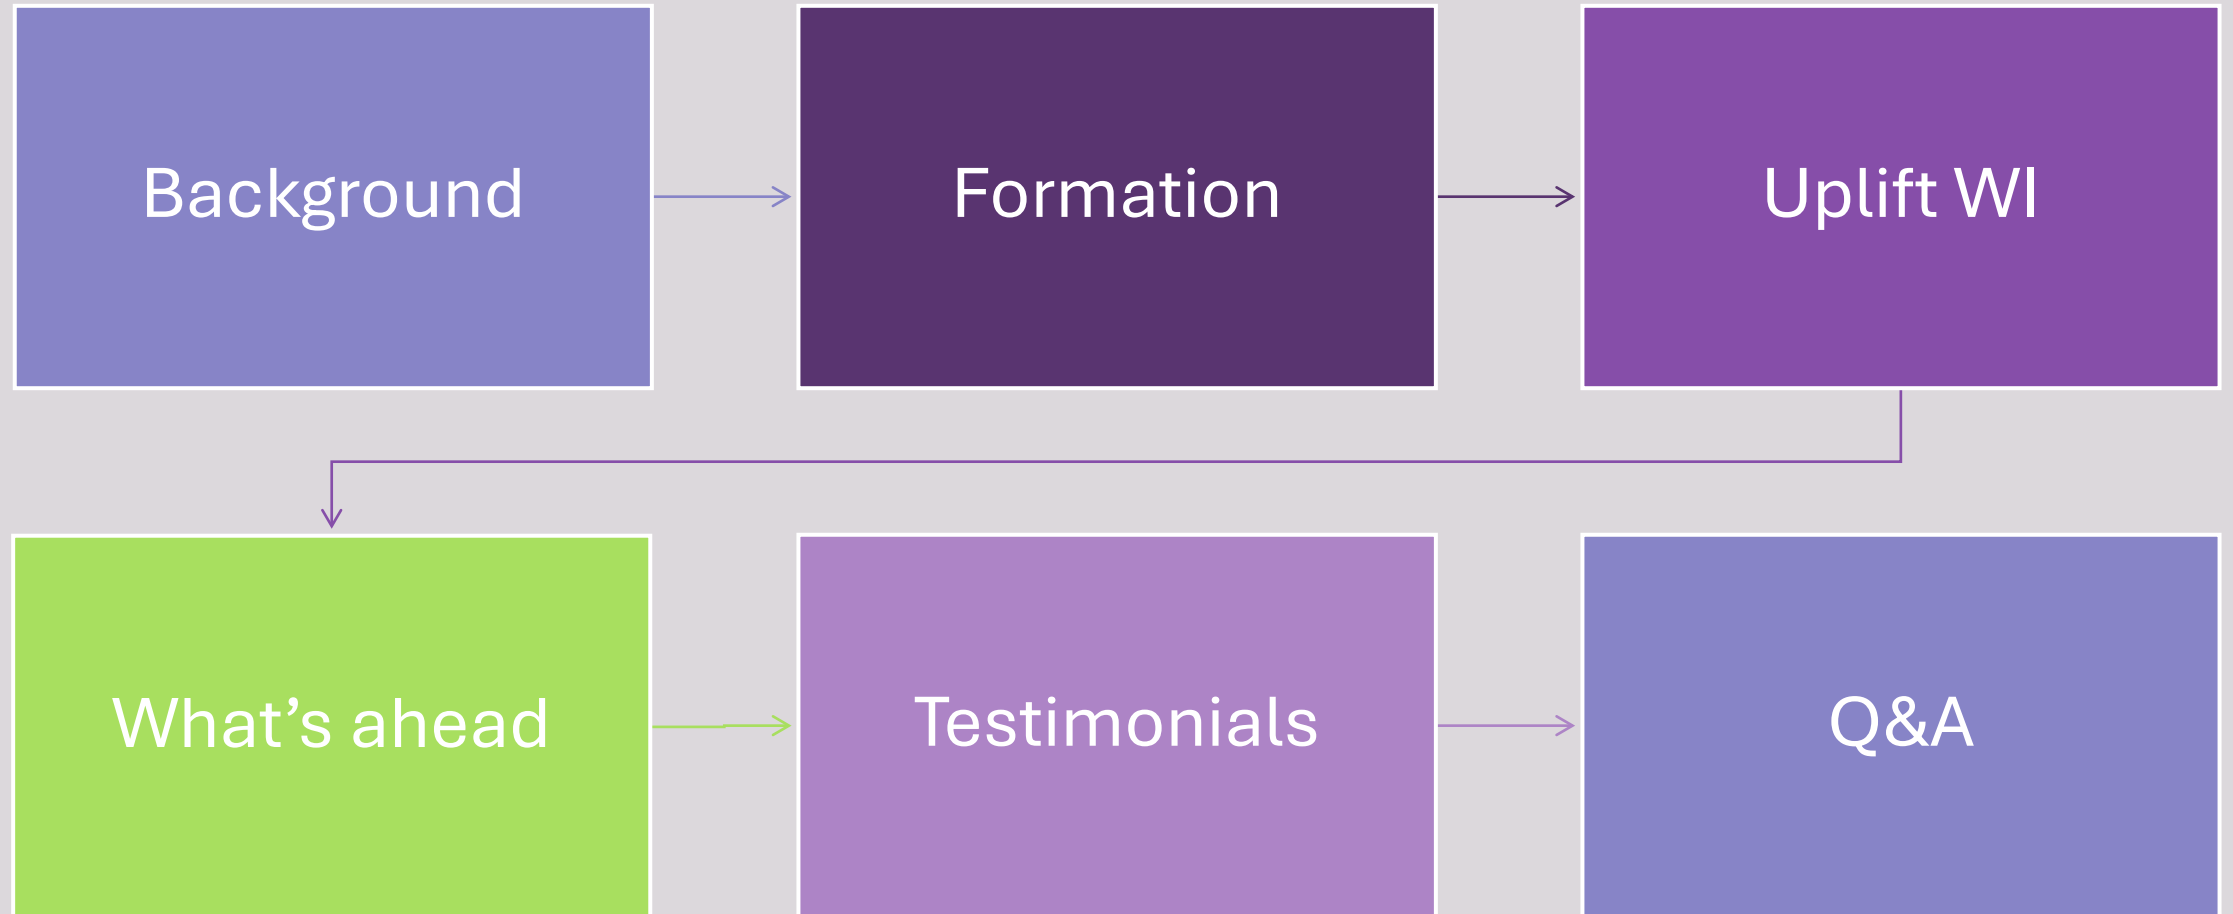 Background
Formation
Uplift WI
What’s ahead
Testimonials
Q&A